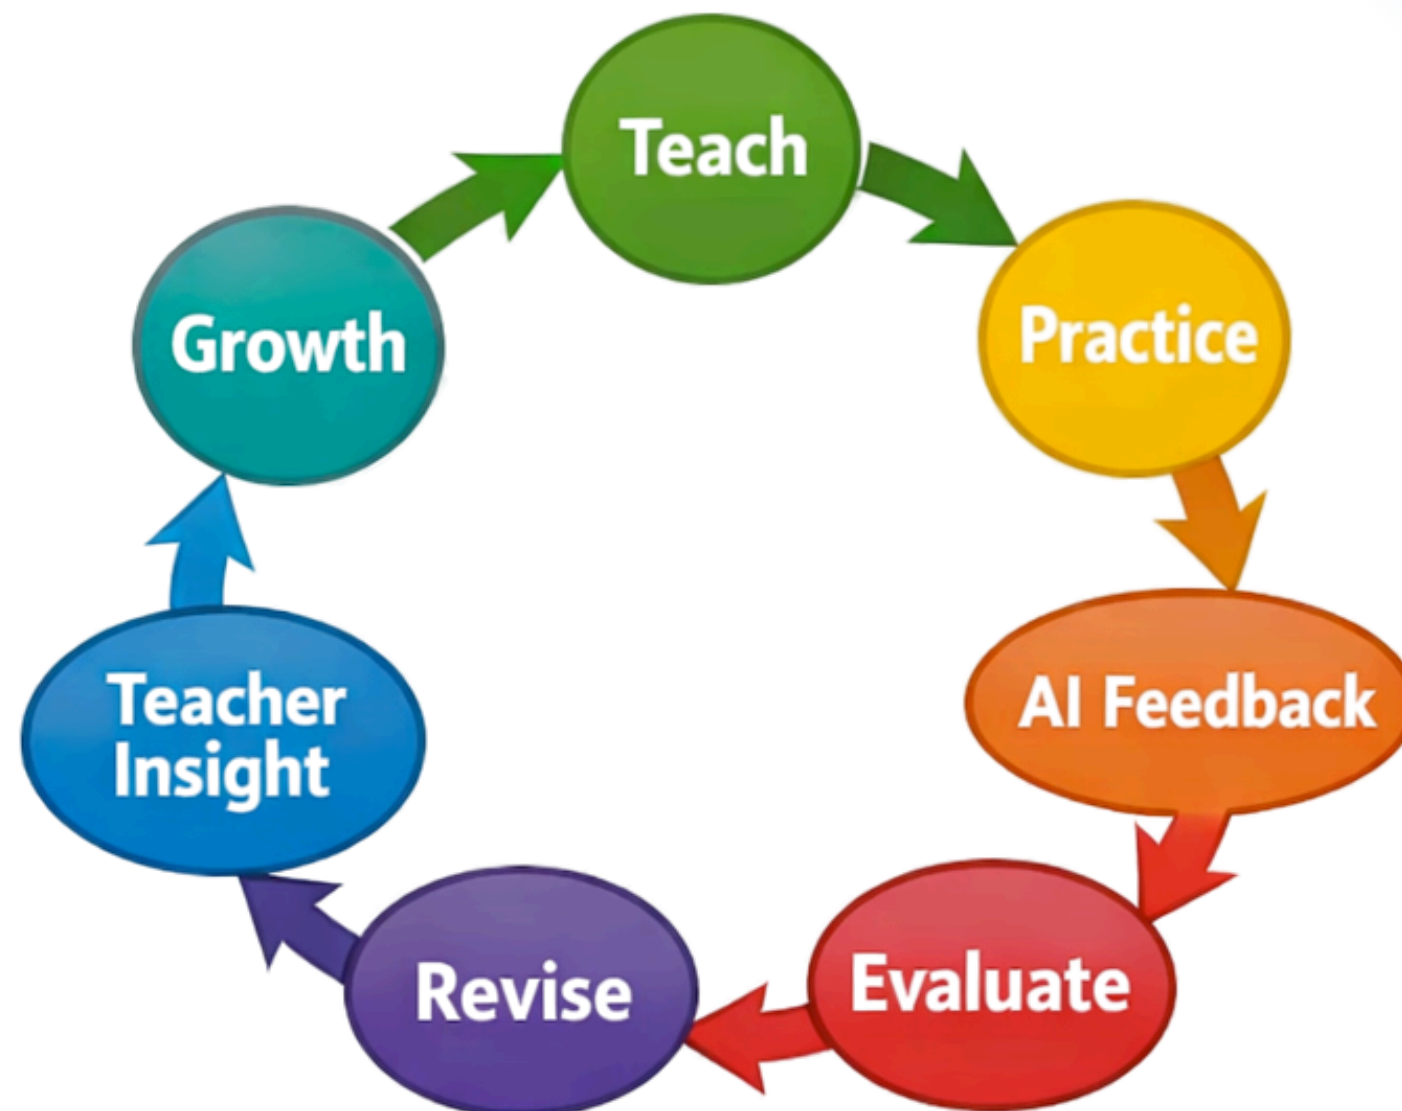 Teach
Practice
AI Feedback
Evaluate
Revise
Teacher
Insight
Growth